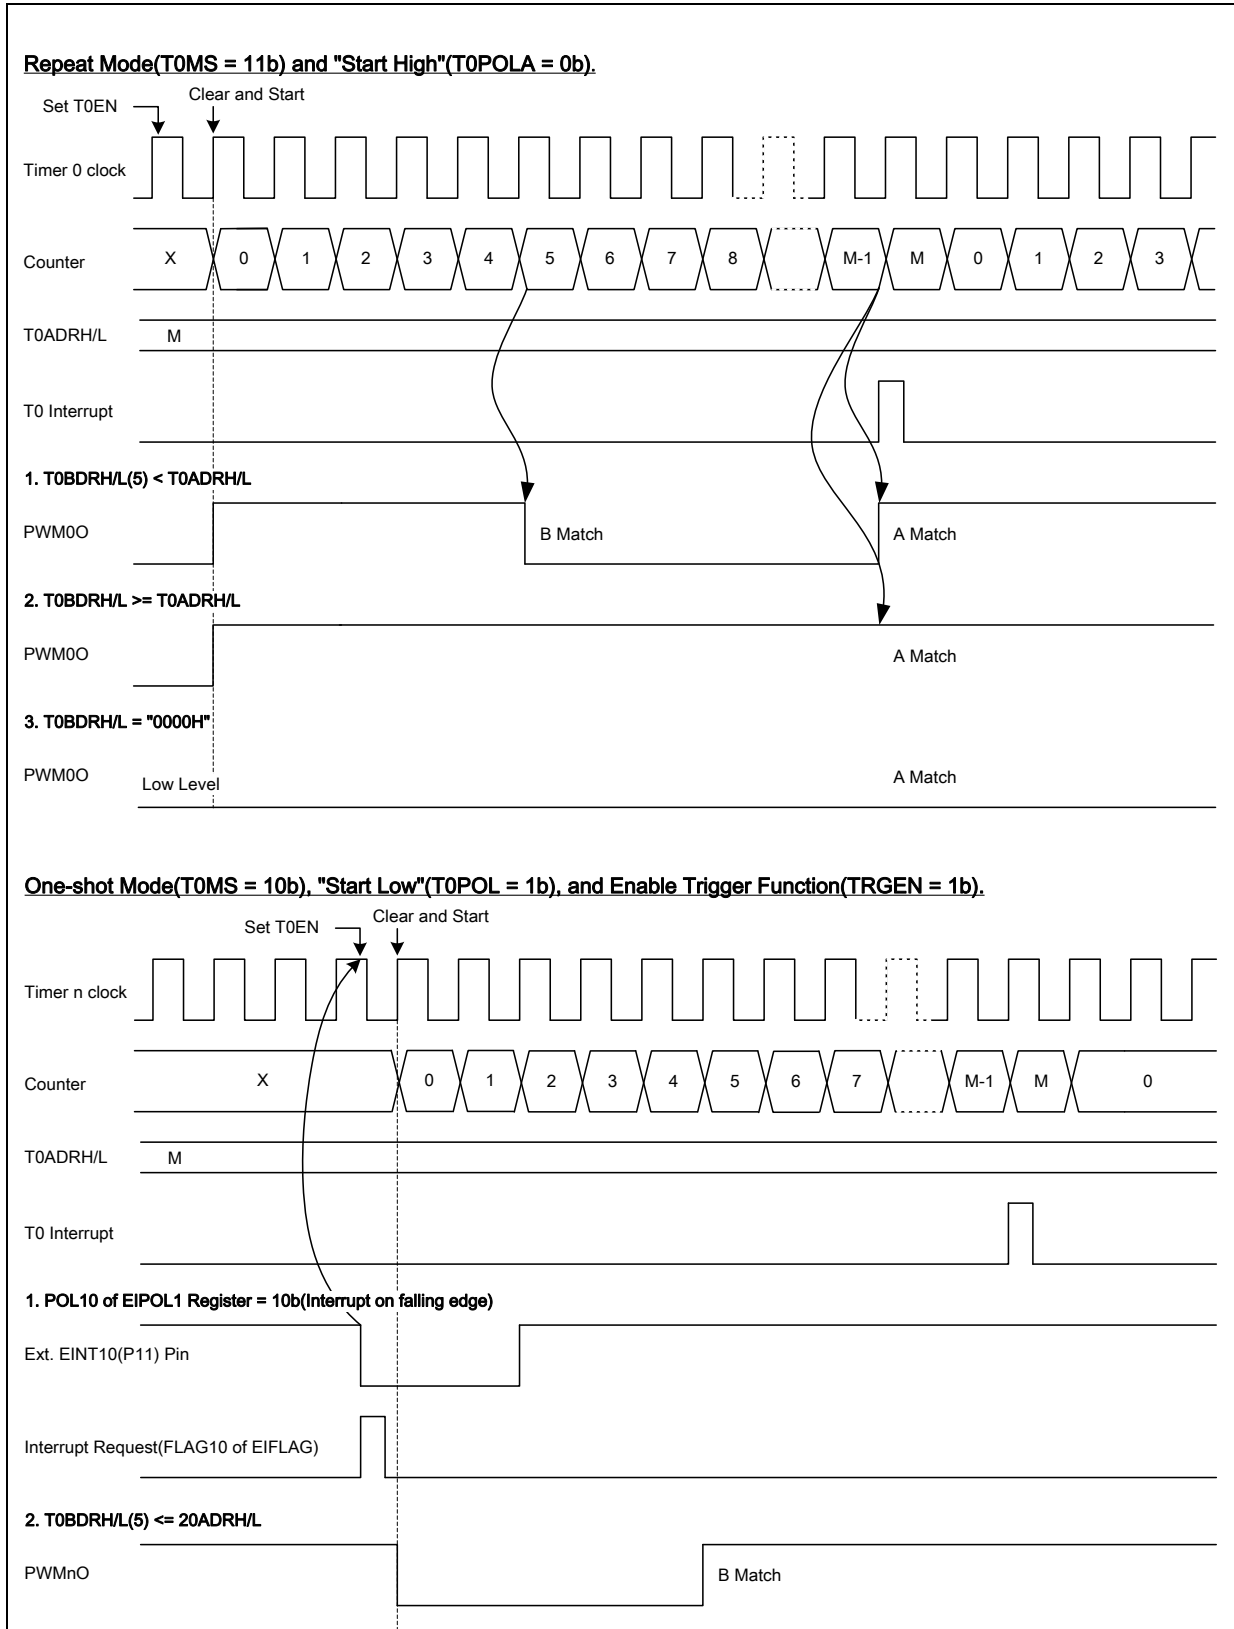 Repeat Mode(T0MS = 11b) and "Start High"(T0POLA = 0b).
Set T0EN
Clear and Start
Timer 0 clock
Counter X 0 1 2 3 4 5 6 7 8 M-1 M 0 1 2 3
T0ADRH/L M
T0 Interrupt
1. T0BDRH/L(5) < T0ADRH/L
PWM0O B Match A Match
2. T0BDRH/L >= T0ADRH/L
PWM0O A Match
3. T0BDRH/L = "0000H"
PWM0O Low Level A Match
One-shot Mode(T0MS = 10b), "Start Low"(T0POL = 1b), and Enable Trigger Function(TRGEN = 1b).
Set T0EN
Clear and Start
Timer n clock
Counter X 0 1 2 3 4 5 6 7 M-1 M 0
T0ADRH/L M
T0 Interrupt
1. POL10 of EIPOL1 Register = 10b(Interrupt on falling edge)
Ext. EINT10(P11) Pin
Interrupt Request(FLAG10 of EIFLAG)
2. T0BDRH/L(5) <= 20ADRH/L
PWMnO B Match